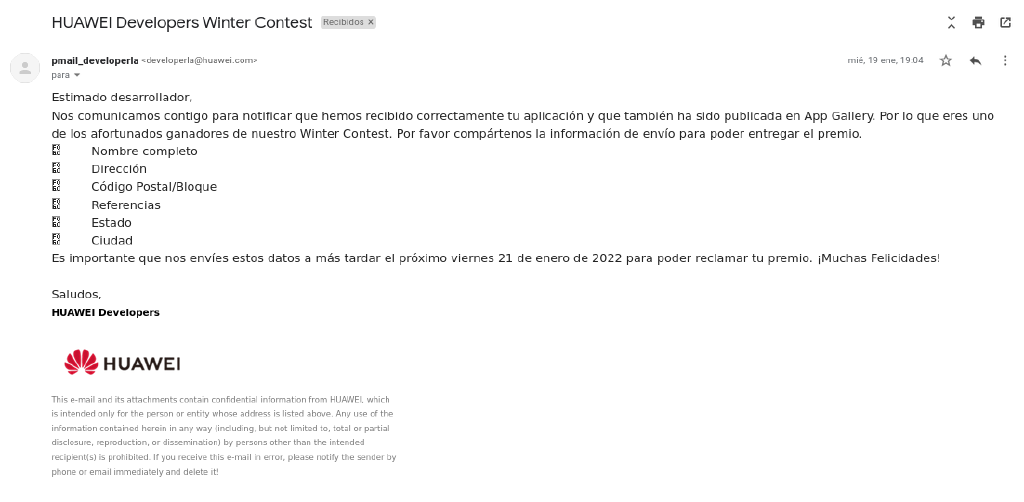 HUAWEI Developers Winter Contest Recibidos ×
pmail_developerla <developerla@huawei.com> mié, 19 ene, 19:04
para
Estimado desarrollador,
Nos comunicamos contigo para notificar que hemos recibido correctamente tu aplicación y que también ha sido publicada en App Gallery. Por lo que eres uno
de los afortunados ganadores de nuestro Winter Contest. Por favor compártenos la información de envío para poder entregar el premio.
Nombre completo
Dirección
Código Postal/Bloque
Referencias
Estado
Ciudad
Es importante que nos envíes estos datos a más tardar el próximo viernes 21 de enero de 2022 para poder reclamar tu premio. ¡Muchas Felicidades!
Saludos,
HUAWEI Developers
HUAWEI
This e-mail and its attachments contain confidential information from HUAWEI, which
is intended only for the person or entity whose address is listed above. Any use of the
information contained herein in any way (including, but not limited to, total or partial
disclosure, reproduction, or dissemination) by persons other than the intended
recipient(s) is prohibited. If you receive this e-mail in error, please notify the sender by
phone or email immediately and delete it!